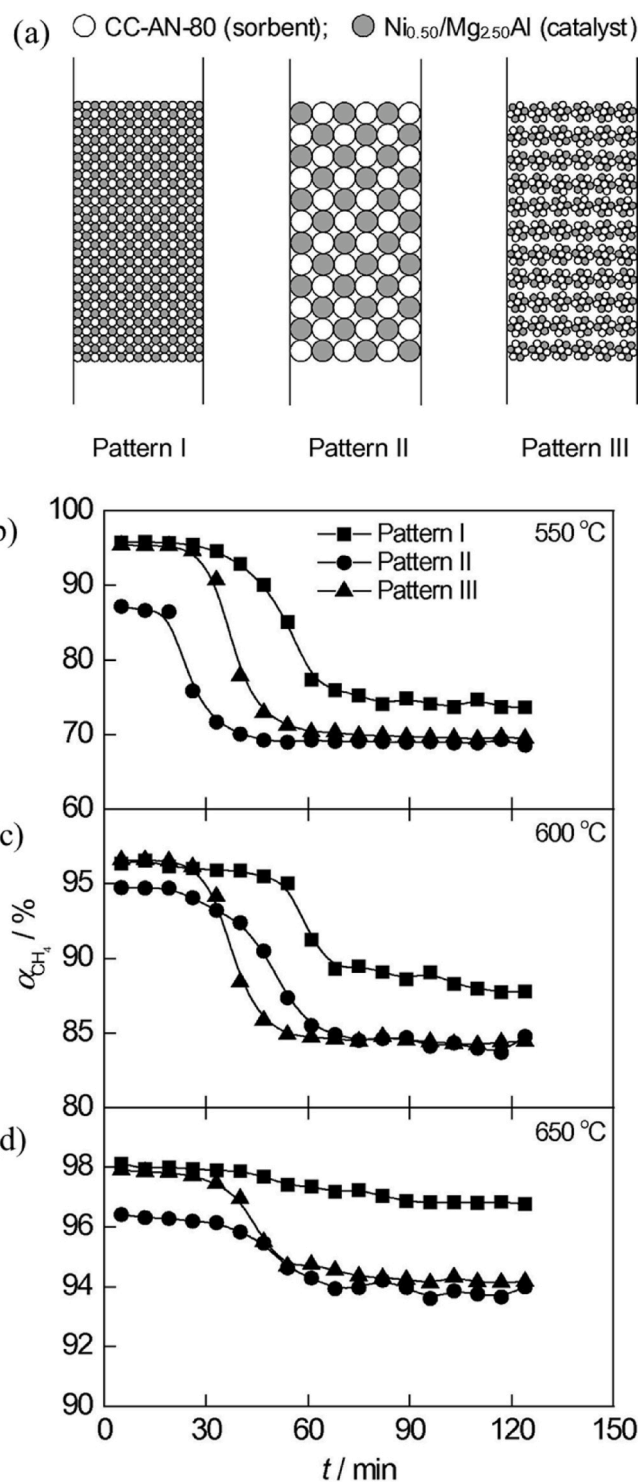 (a) CC-AN-80 (sorbent); Ni0.50/Mg2.50Al (catalyst)
Pattern I Pattern II Pattern III
b)
100
90
80
70
60
Pattern I
Pattern II
Pattern III
550 °C
c)
95
90
85
80
600 °C
αCH4 / %
d)
98
96
94
92
90
650 °C
0 30 60 90 120 150
t / min